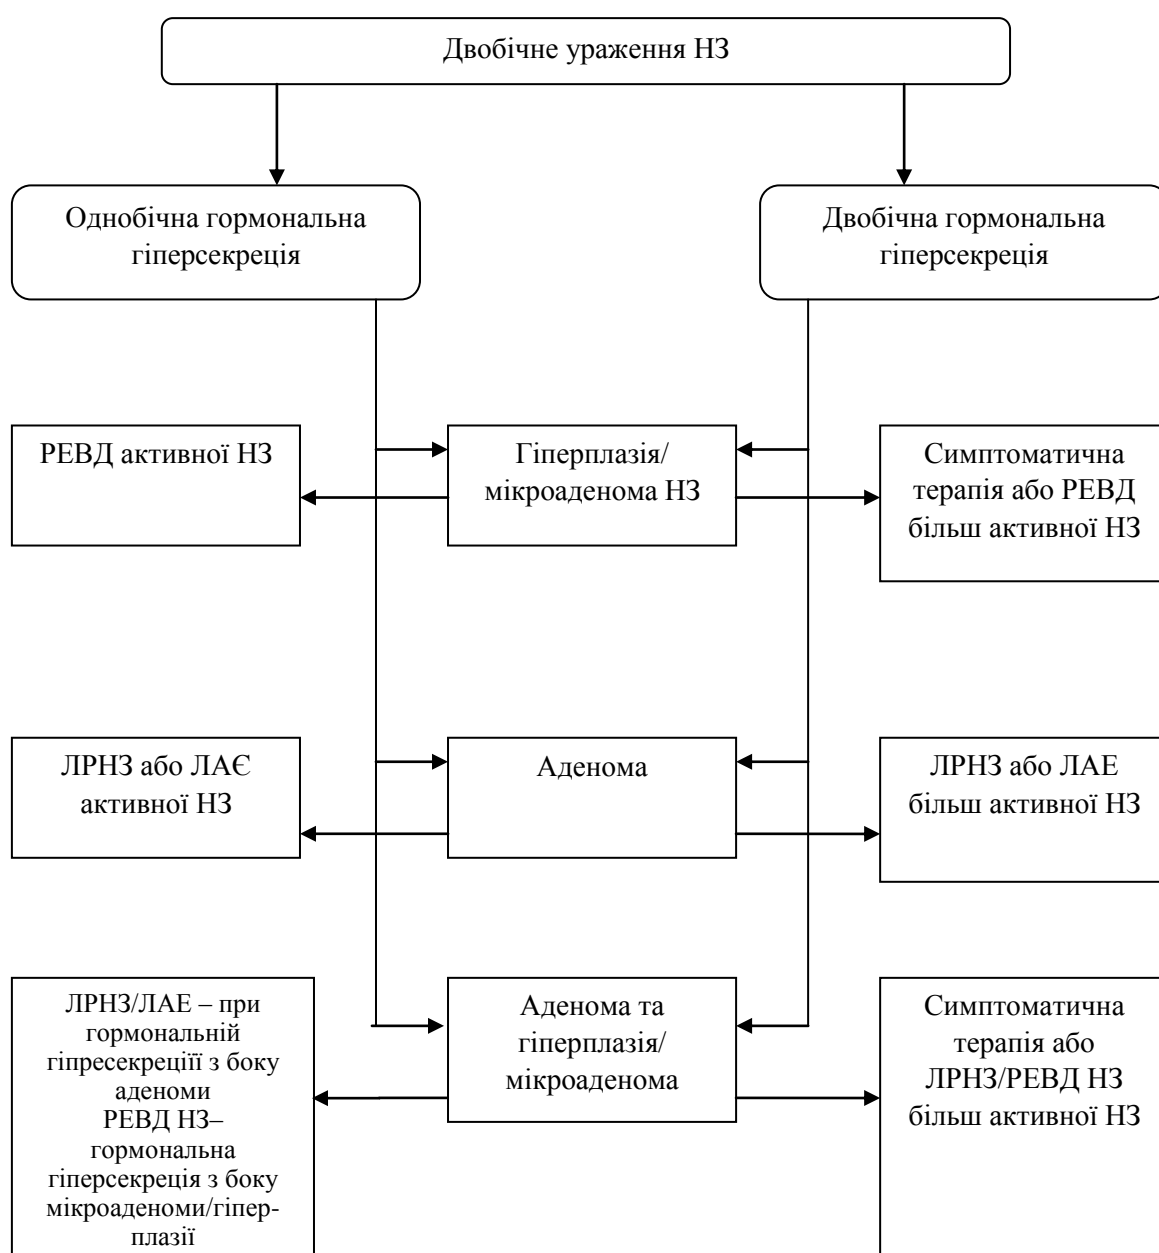 Двобічне ураження НЗ
Однобічна гормональна
гіперсекреція
Двобічна гормональна
гіперсекреція
РЕВД активної НЗ
Гіперплазія/
мікроаденома НЗ
Симптоматична
терапія або РЕВД
більш активної НЗ
ЛРНЗ або ЛАЄ
активної НЗ
Аденома
ЛРНЗ або ЛАЕ
більш активної НЗ
ЛРНЗ/ЛАЕ – при
гормональній
гіпресекреціїї з боку
аденоми
РЕВД НЗ–
гормональна
гіперсекреція з боку
мікроаденоми/гіпер-
плазії
Аденома та
гіперплазія/
мікроаденома
Симптоматична
терапія або
ЛРНЗ/РЕВД НЗ
більш активної НЗ